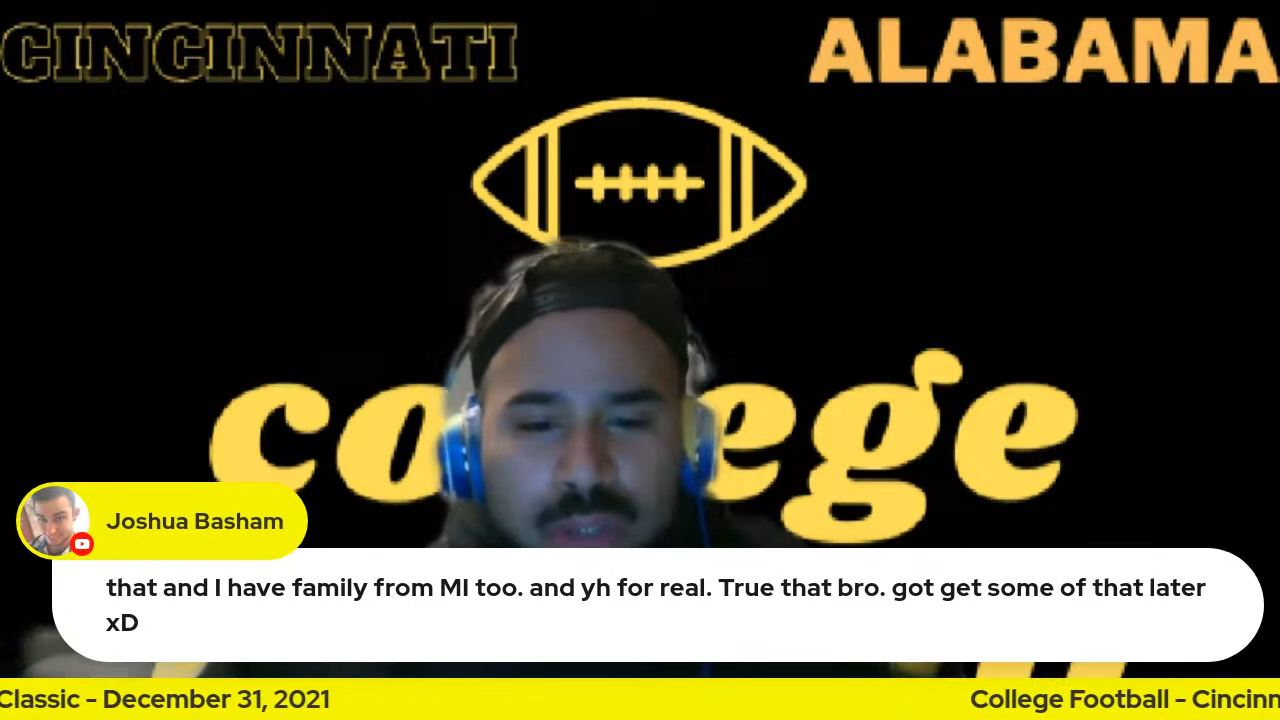 CINCINNATI
ALABAMA
co ege
Joshua Basham
that and I have family from MI too. and yh for real. True that bro. got get some of that later
xD
Classic - December 31, 2021
College Football - Cincinn